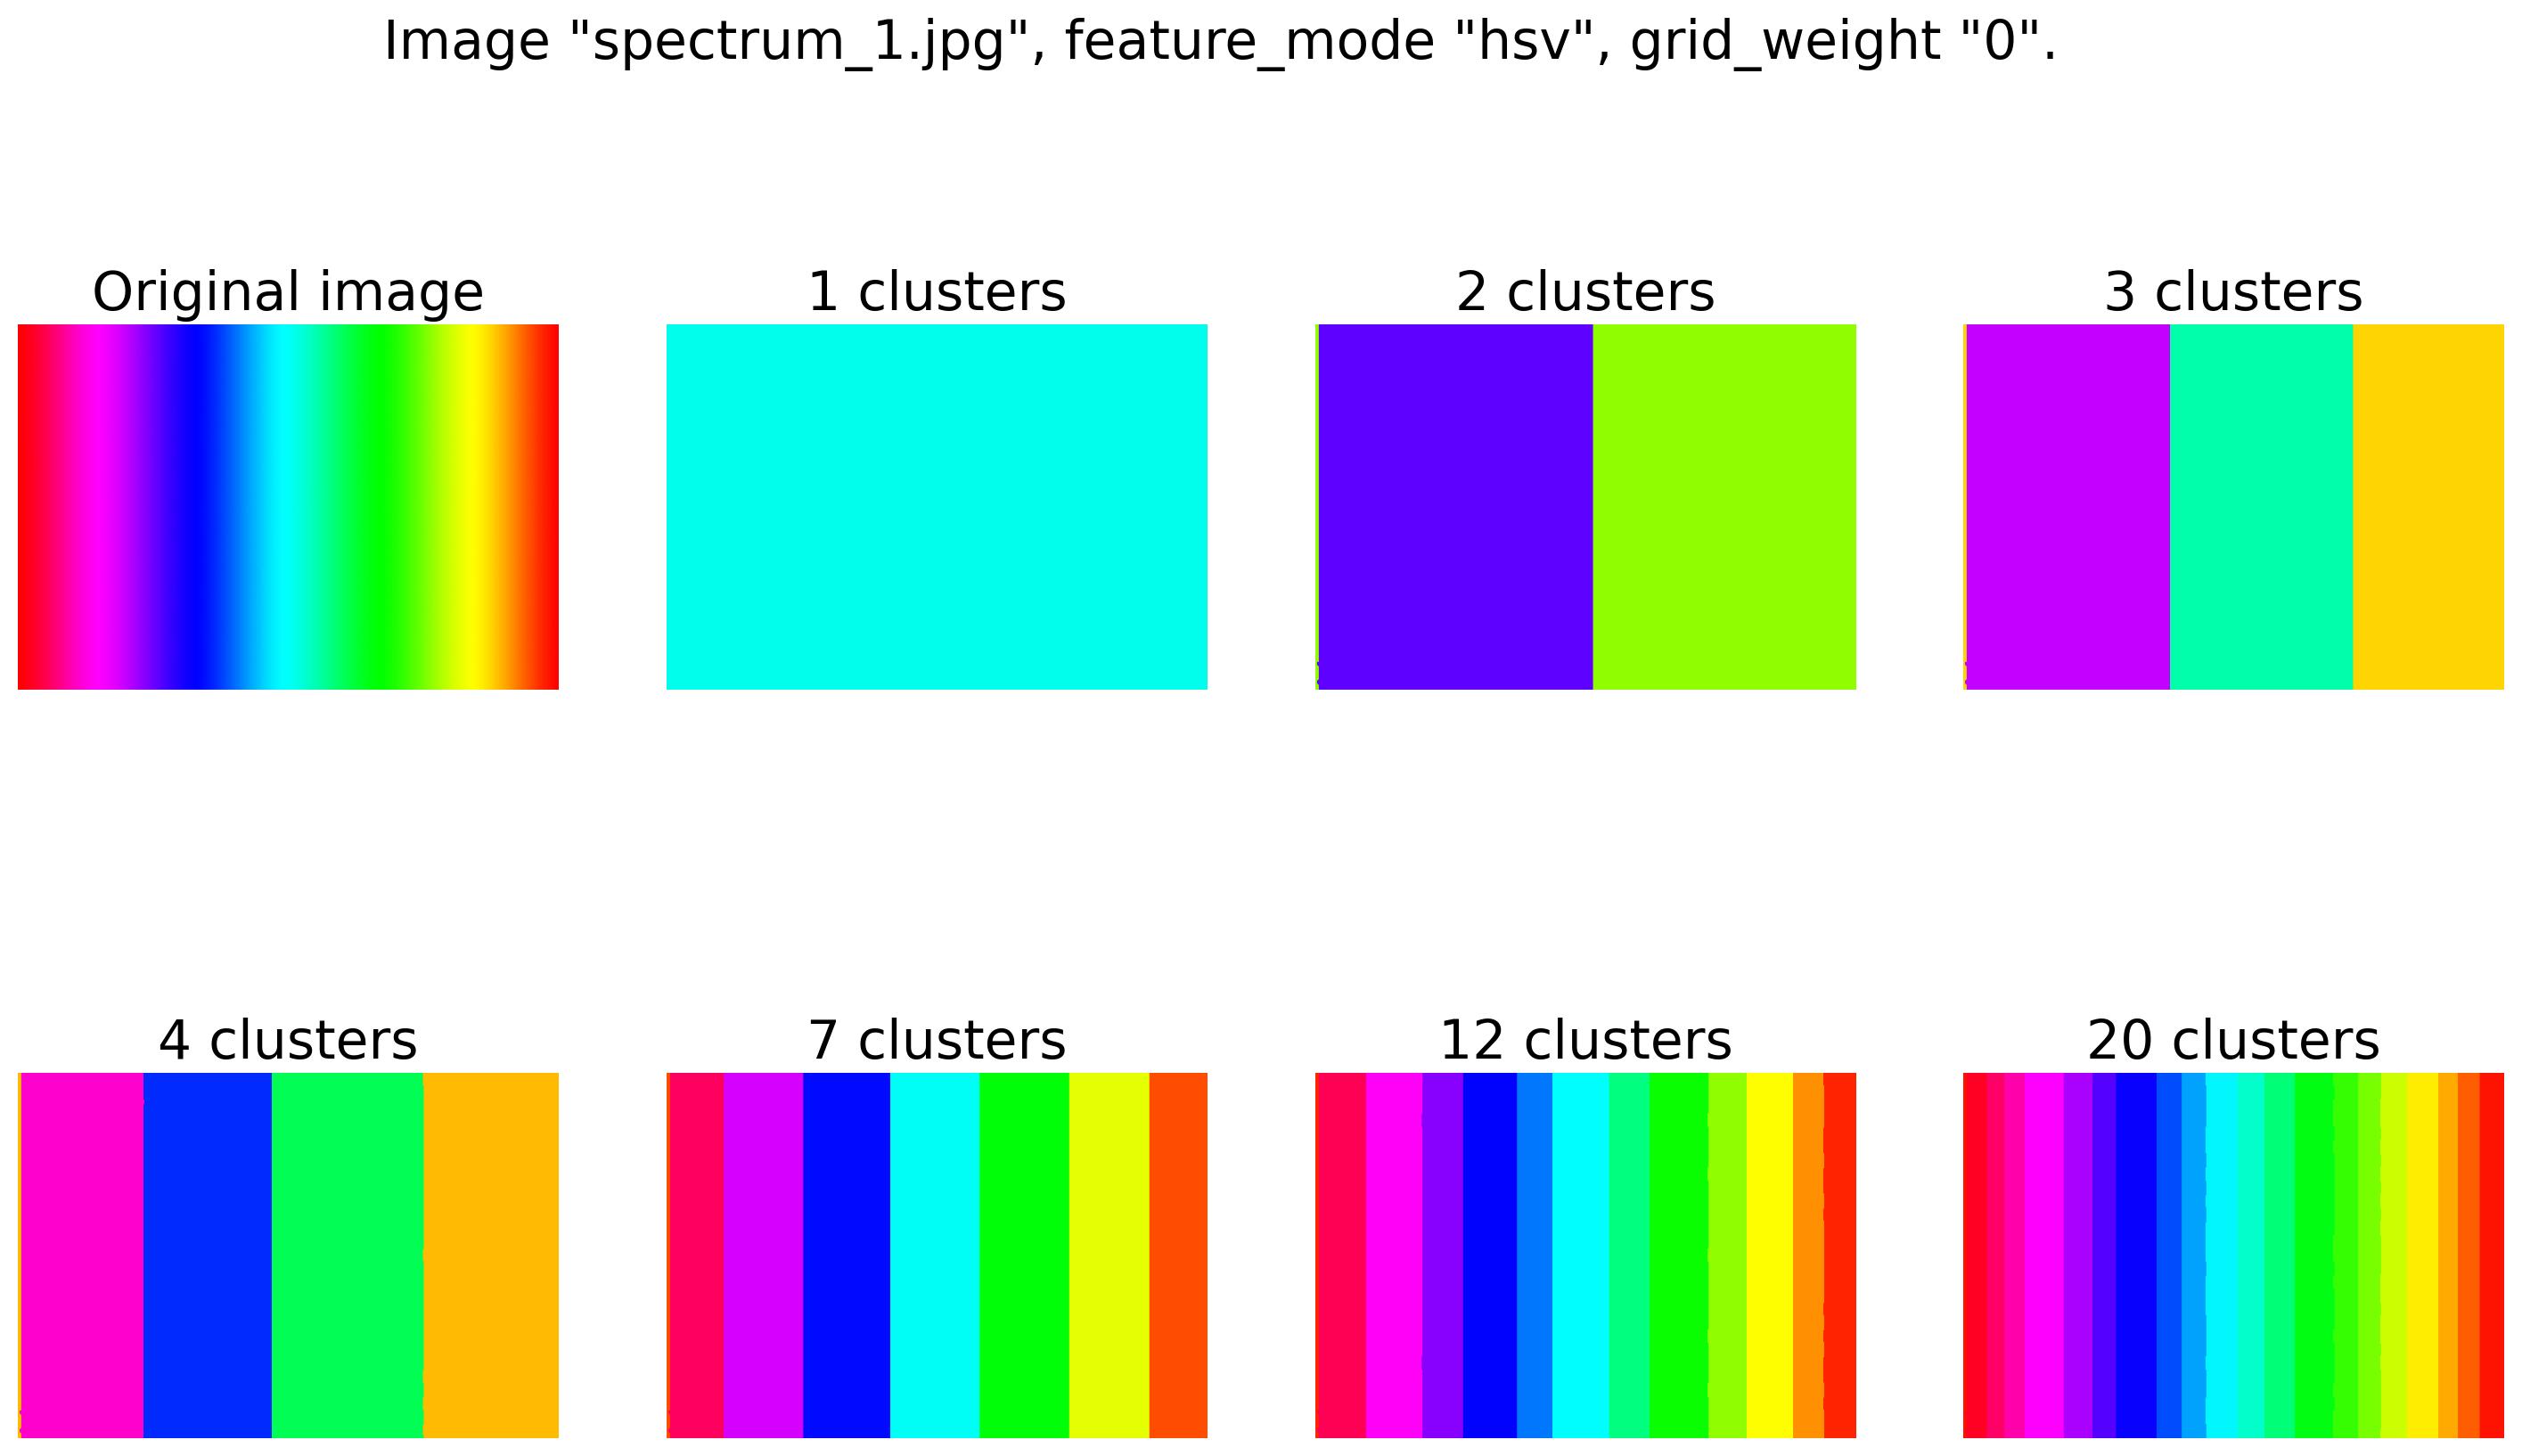 Image "spectrum_1.jpg", feature_mode "hsv", grid_weight "0".
Original image
1 clusters
2 clusters
3 clusters
4 clusters
7 clusters
12 clusters
20 clusters